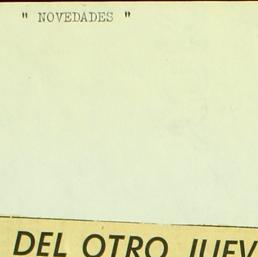 " NOVEDADES "
DEL OTRO JUEV